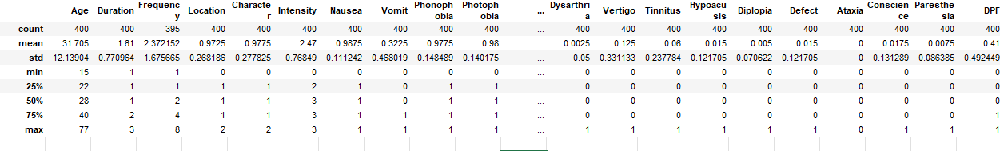 Age Duration Frequency Location Character Intensity Nausea Vomit Phonophobia Photophobia ... Dysarthria Vertigo Tinnitus Hypoacusis Diplopia Defect Ataxia Conscience Paresthesia DPF
count 400 400 395 400 400 400 400 400 400 400 ... 400 400 400 400 400 400 400 400 400 400
mean 31.705 1.61 2.372152 0.9725 0.9775 2.47 0.9875 0.3225 0.9775 0.98 ... 0.0025 0.125 0.06 0.015 0.005 0.015 0 0.0175 0.0075 0.41
std 12.13904 0.770964 1.675665 0.268186 0.277825 0.76849 0.111242 0.468019 0.148489 0.140175 ... 0.05 0.331133 0.237784 0.121705 0.070622 0.121705 0 0.131289 0.086385 0.492449
min 15 1 1 0 0 0 0 0 0 0 ... 0 0 0 0 0 0 0 0 0 0
25% 22 1 1 1 1 2 1 0 1 1 ... 0 0 0 0 0 0 0 0 0 0
50% 28 1 2 1 1 3 1 0 1 1 ... 0 0 0 0 0 0 0 0 0 0
75% 40 2 4 1 1 3 1 1 1 1 ... 0 0 0 0 0 0 0 0 0 1
max 77 3 8 2 2 3 1 1 1 1 ... 1 1 1 1 1 1 0 1 1 1